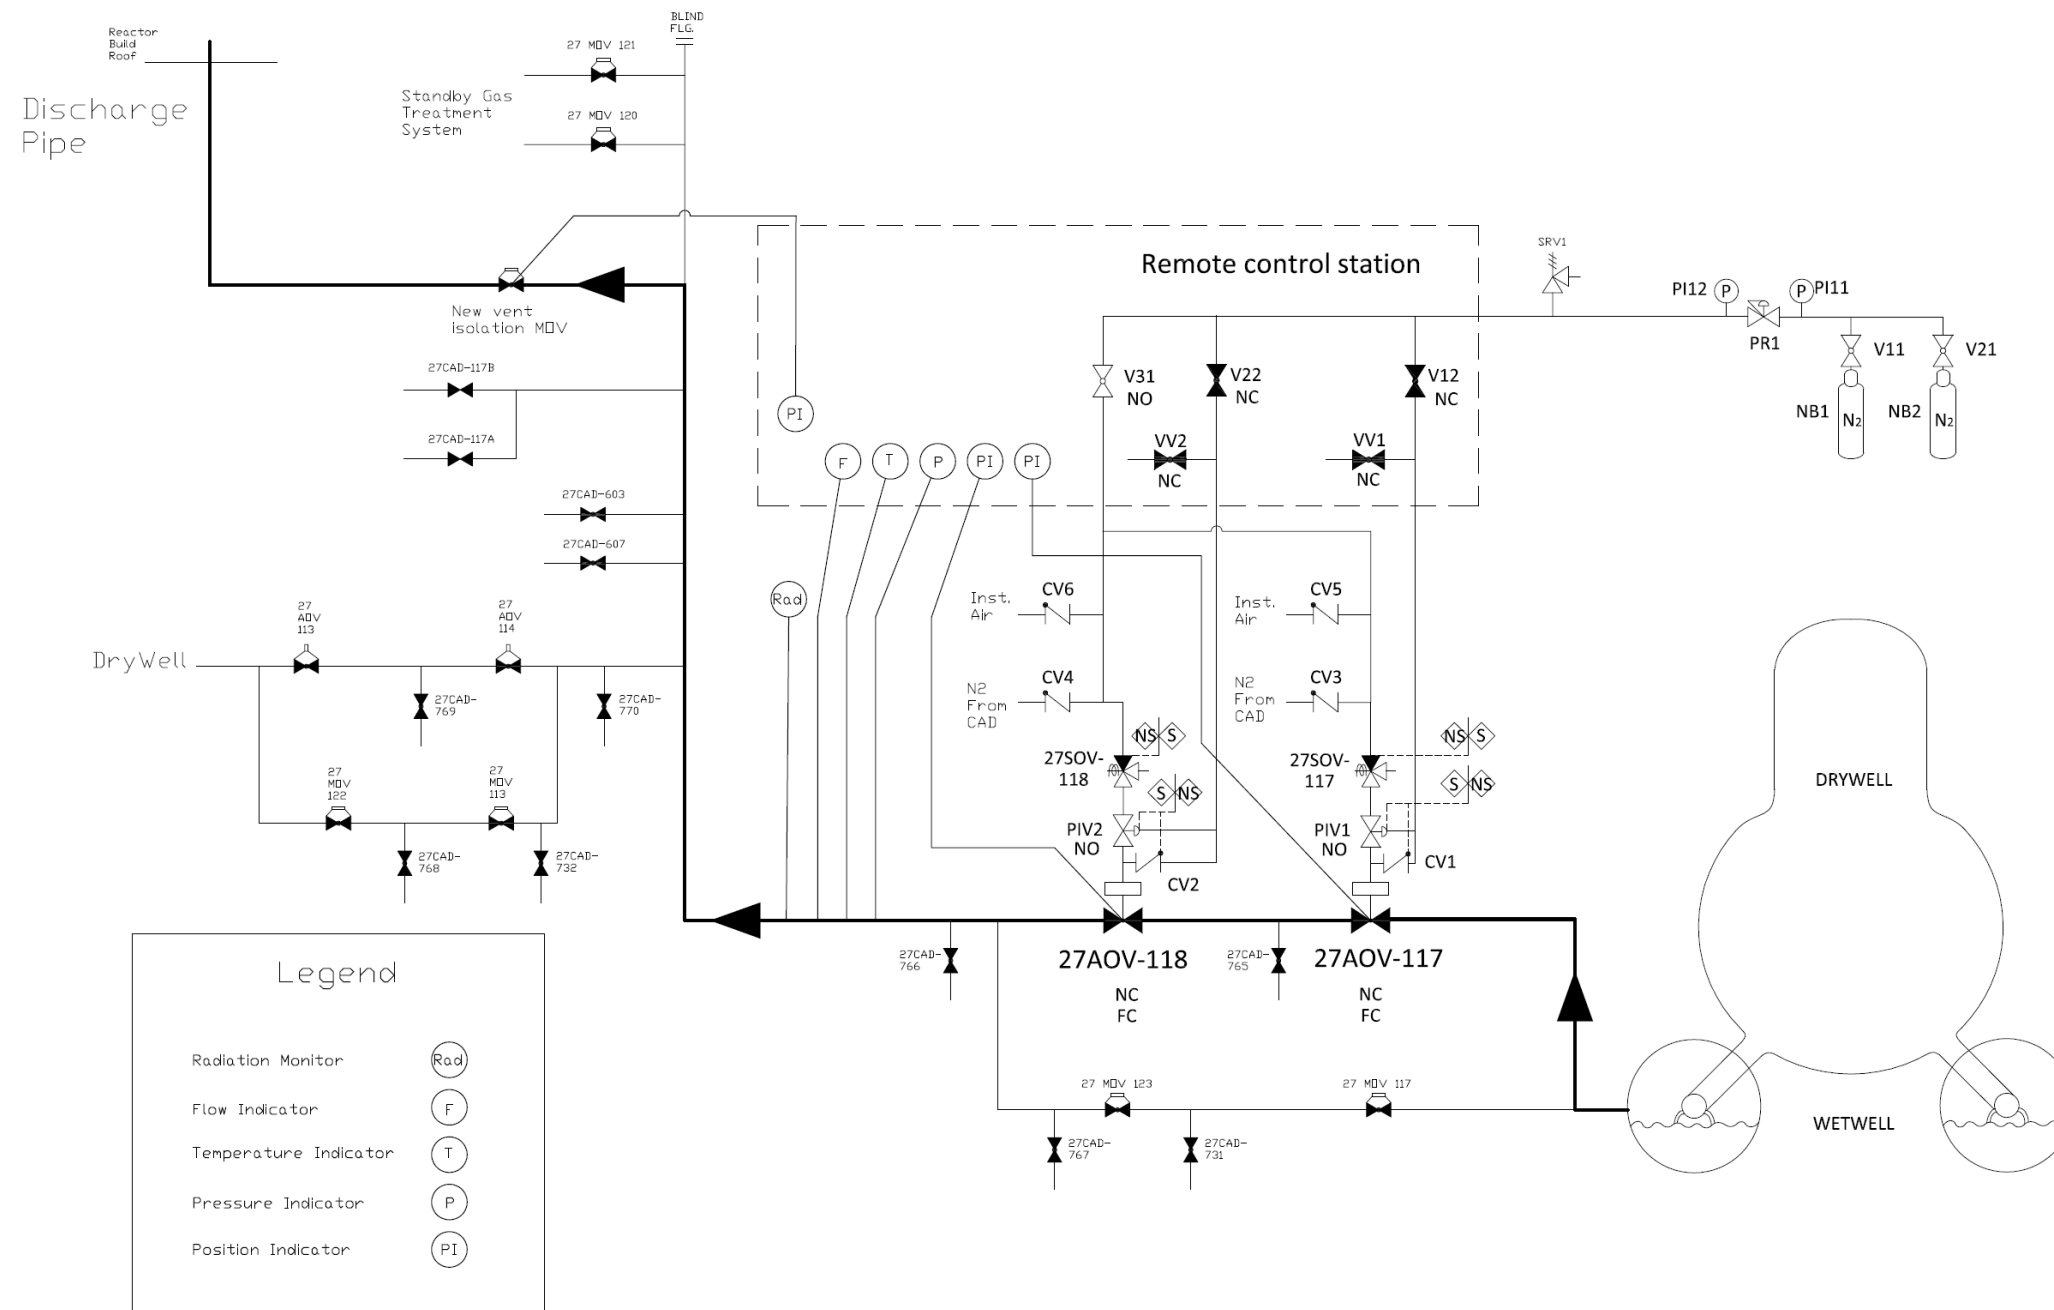 Reactor
Build
Roof
Discharge
Pipe
BLIND
FLG.
27 MOV 121
Standby Gas
Treatment
System
27 MOV 120
New vent
isolation MOV
Remote control station
SRV1
PI12
P
P
PI11
PR1
V11
V21
NB1
N2
NB2
N2
V31
NO
V22
NC
V12
NC
VV2
NC
VV1
NC
PI
F
T
P
PI
PI
27CAD-117B
27CAD-117A
27CAD-603
27CAD-607
Rad
Inst.
Air
CV6
Inst.
Air
CV5
N2
From
CAD
CV4
N2
From
CAD
CV3
27
AOV
113
27
AOV
114
DryWell
27CAD-
769
27CAD-
770
27
MOV
122
27
MOV
113
27CAD-
768
27CAD-
732
NS S
27SOV-
118
S NS
PIV2
NO
CV2
NS S
27SOV-
117
S NS
PIV1
NO
CV1
27CAD-
766
27AOV-118
NC
FC
27CAD-
765
27AOV-117
NC
FC
27 MOV 123
27 MOV 117
27CAD-
767
27CAD-
731
DRYWELL
WETWELL
Legend
Radiation Monitor Rad
Flow Indicator F
Temperature Indicator T
Pressure Indicator P
Position Indicator PI